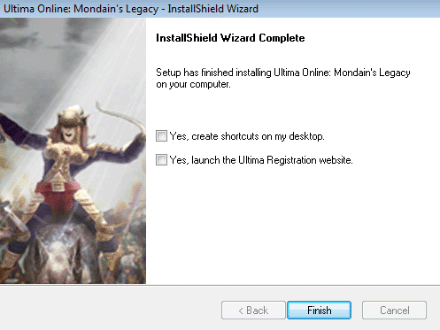 Ultima Online: Mondain's Legacy - InstallShield Wizard
InstallShield Wizard Complete
Setup has finished installing Ultima Online: Mondain's Legacy
on your computer.
Yes, create shortcuts on my desktop.
Yes, launch the Ultima Registration website.
< Back
Finish
Cancel